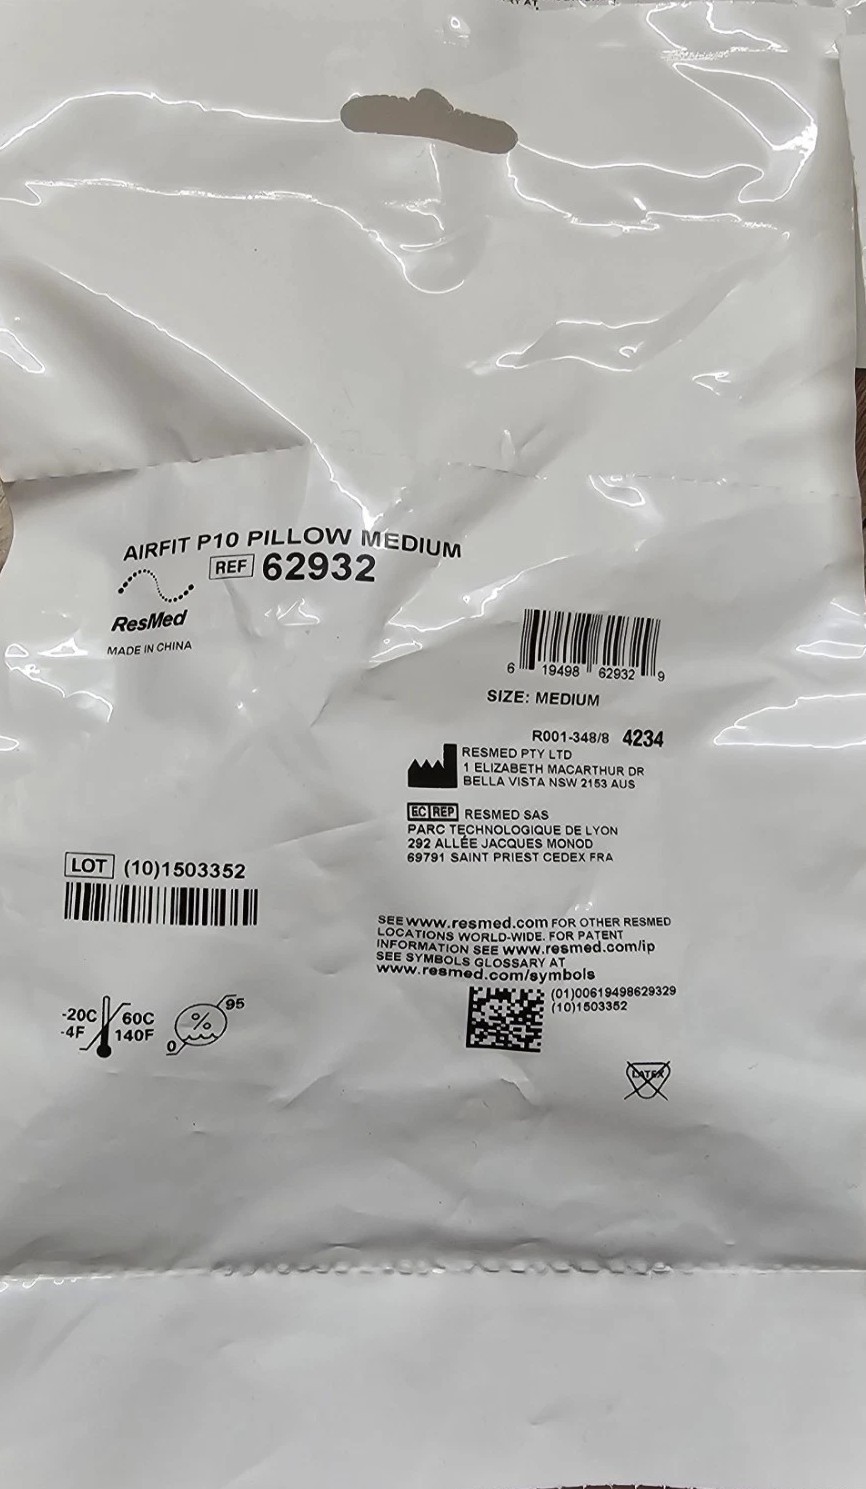 AIRFIT P10 PILLOW MEDIUM
REF 62932
ResMed
MADE IN CHINA
6 19498 62932 9
SIZE: MEDIUM
R001-348/8 4234
RESMED PTY LTD
1 ELIZABETH MACARTHUR DR
BELLA VISTA NSW 2153 AUS
EC REP RESMED SAS
PARC TECHNOLOGIQUE DE LYON
292 ALLÉE JACQUES MONOD
69791 SAINT PRIEST CEDEX FRA
LOT (10)1503352
SEE www.resmed.com FOR OTHER RESMED
LOCATIONS WORLD-WIDE. FOR PATENT
INFORMATION SEE www.resmed.com/ip
SEE SYMBOLS GLOSSARY AT
www.resmed.com/symbols
(01)00619498629329
(10)1503352
-20C 60C
-4F 140F
95
%
0
LATEX